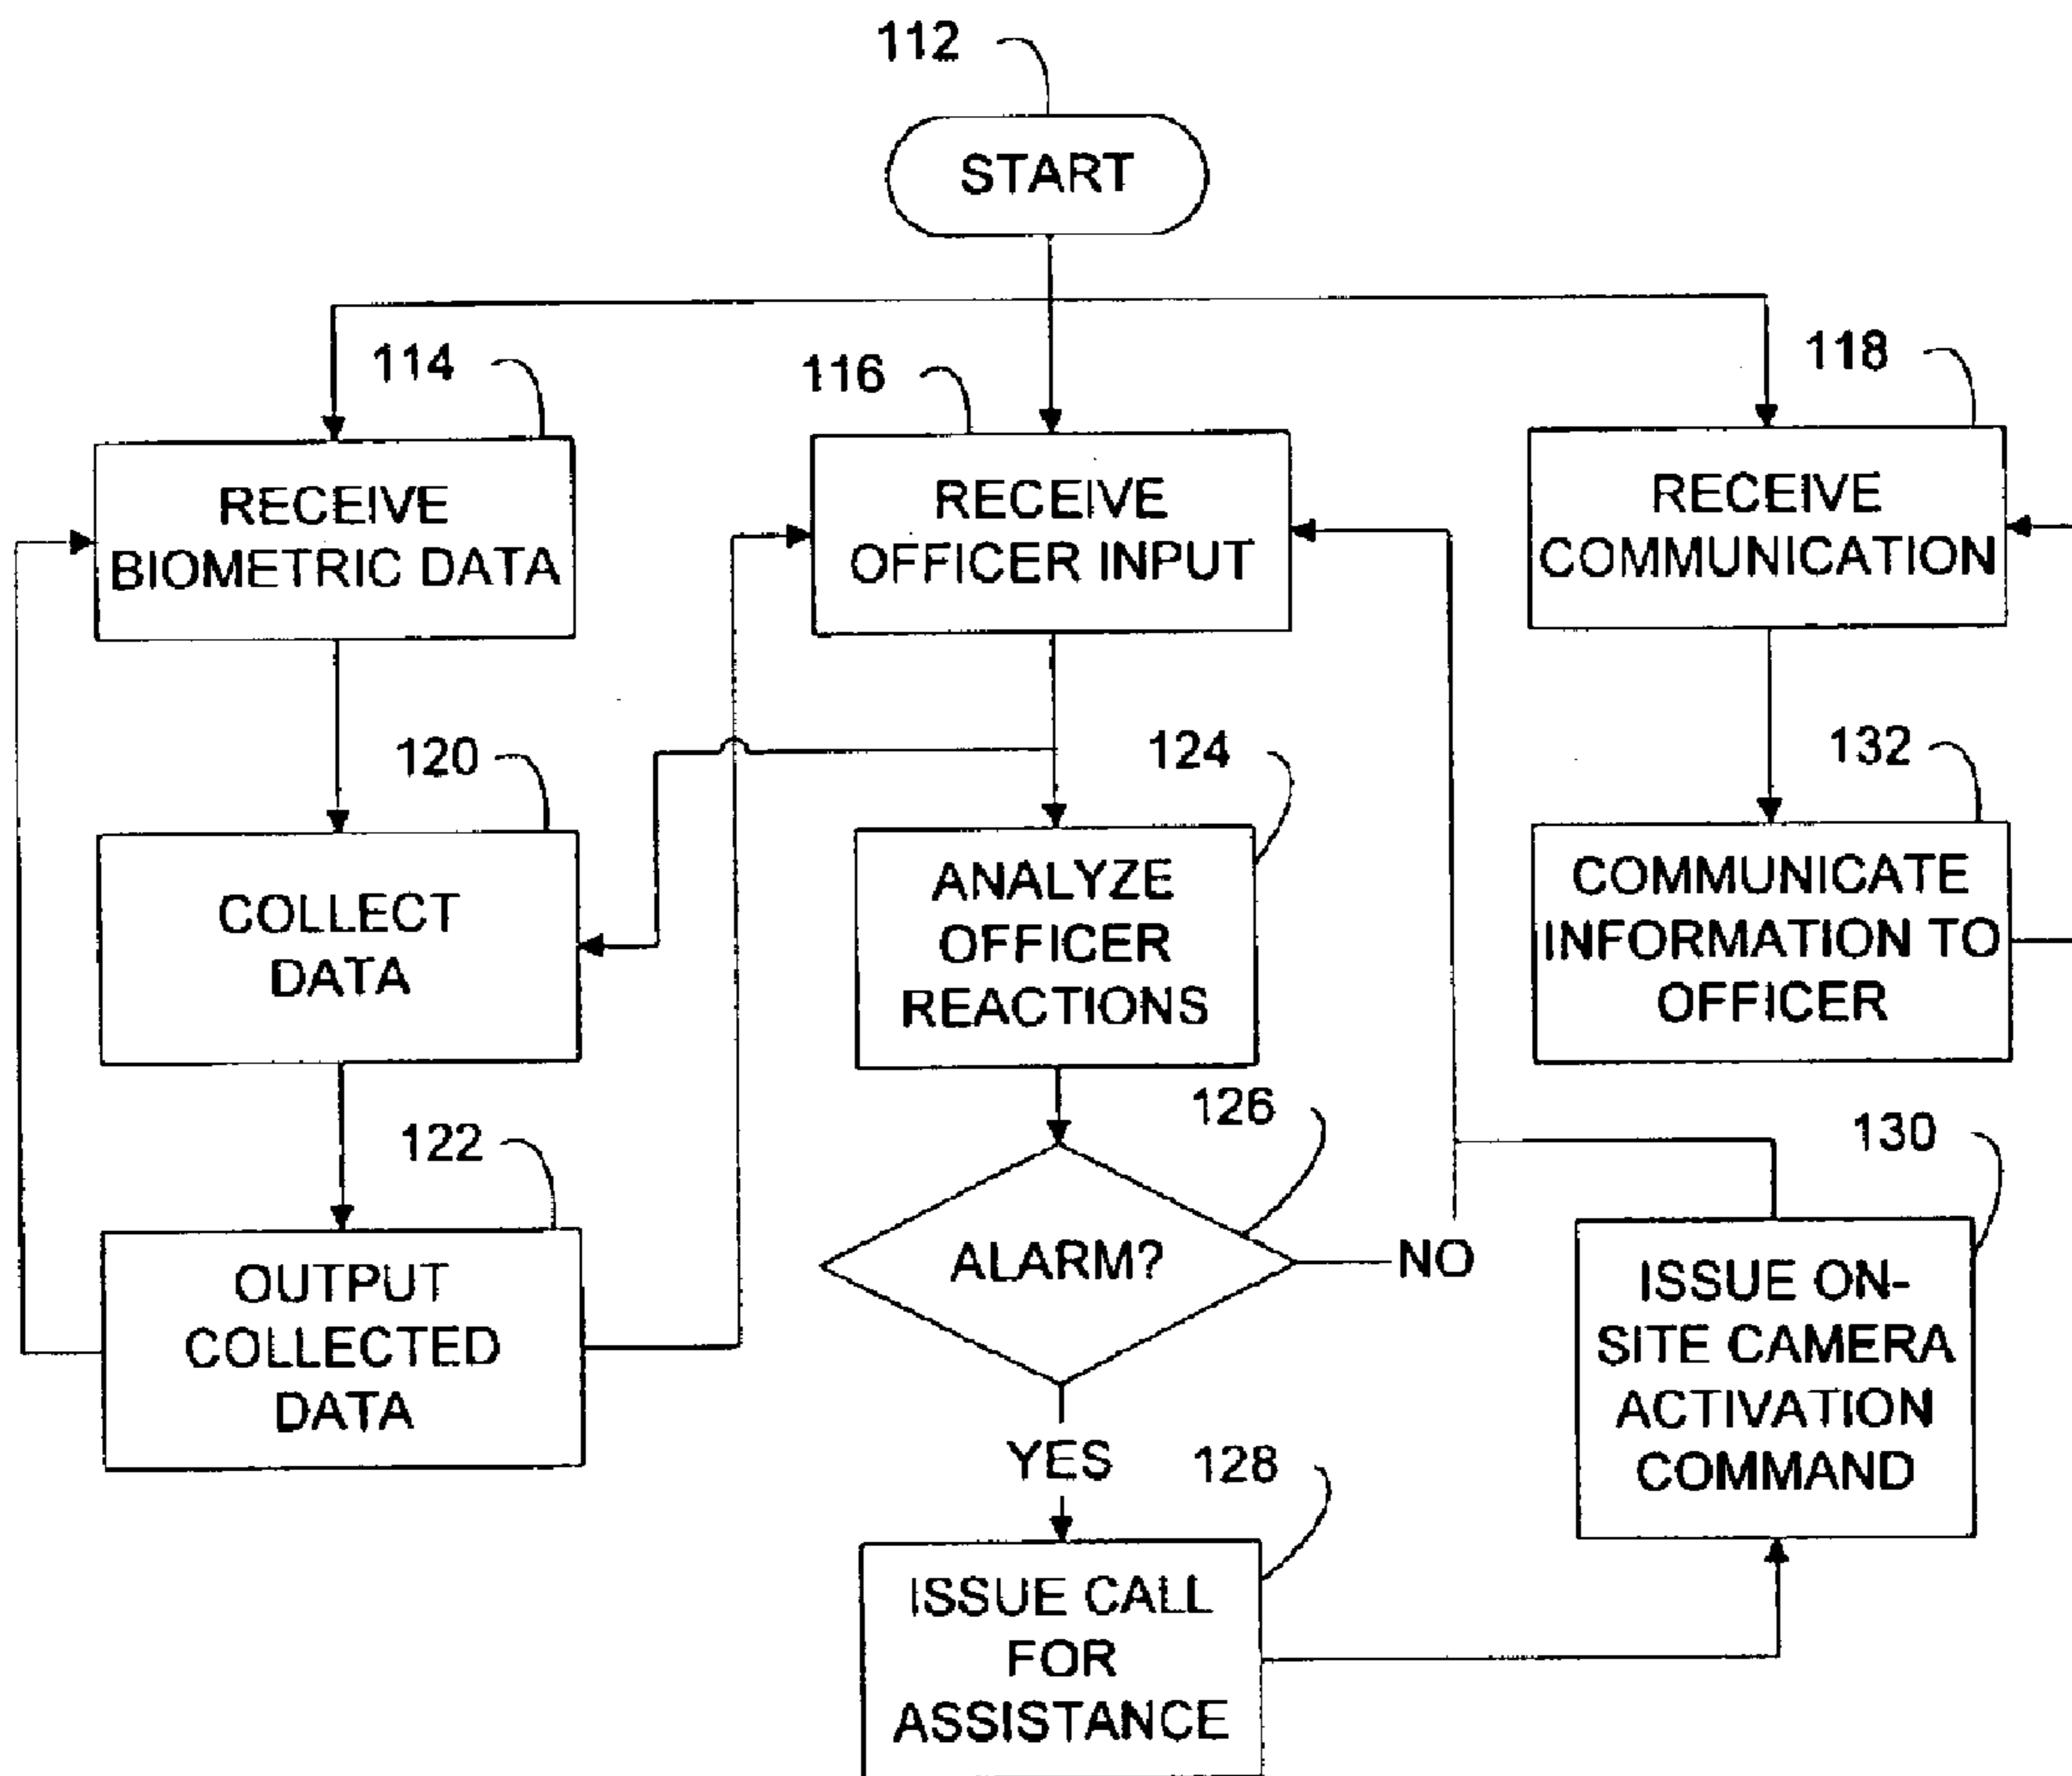 112
START
114
116
118
RECEIVE
BIOMETRIC DATA
RECEIVE
OFFICER INPUT
RECEIVE
COMMUNICATION
120
124
132
COLLECT
DATA
ANALYZE
OFFICER
REACTIONS
COMMUNICATE
INFORMATION TO
OFFICER
122
126
130
OUTPUT
COLLECTED
DATA
ALARM?
NO
ISSUE ON-
SITE CAMERA
ACTIVATION
COMMAND
YES
128
ISSUE CALL
FOR
ASSISTANCE